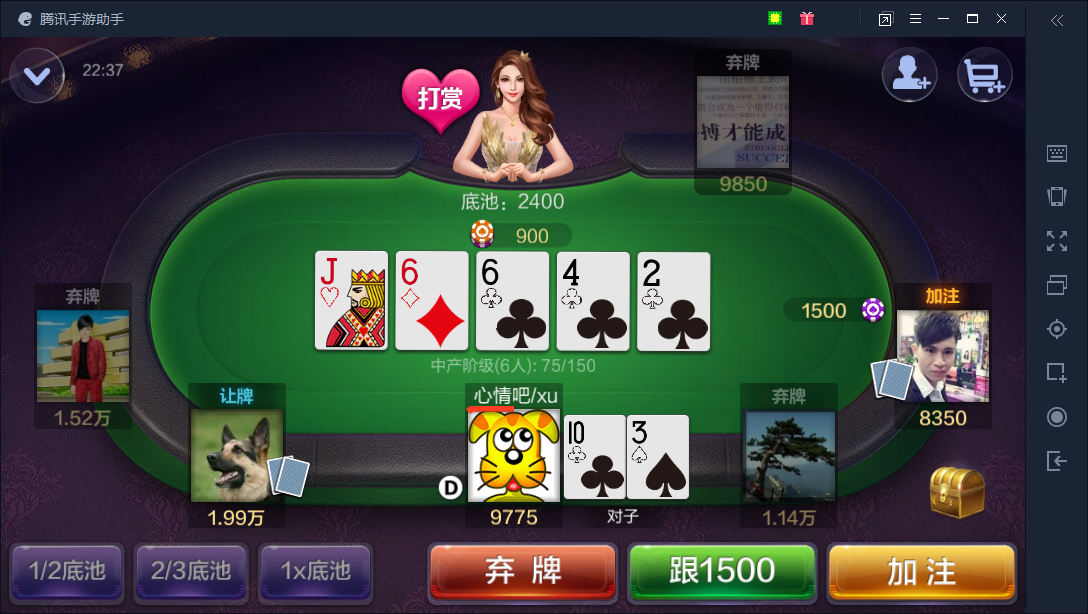 腾讯手游助手
22:37
打赏
弃牌
搏才能成
STRUGGLE
SUCCE
9850
底池：2400
900
J
6
6
4
2
1500
加注
8350
弃牌
1.52万
中产阶级(6人): 75/150
让牌
1.99万
心情吧/xu
D
9775
10
3
对子
弃牌
1.14万
1/2底池
2/3底池
1x底池
弃 牌
跟1500
加 注